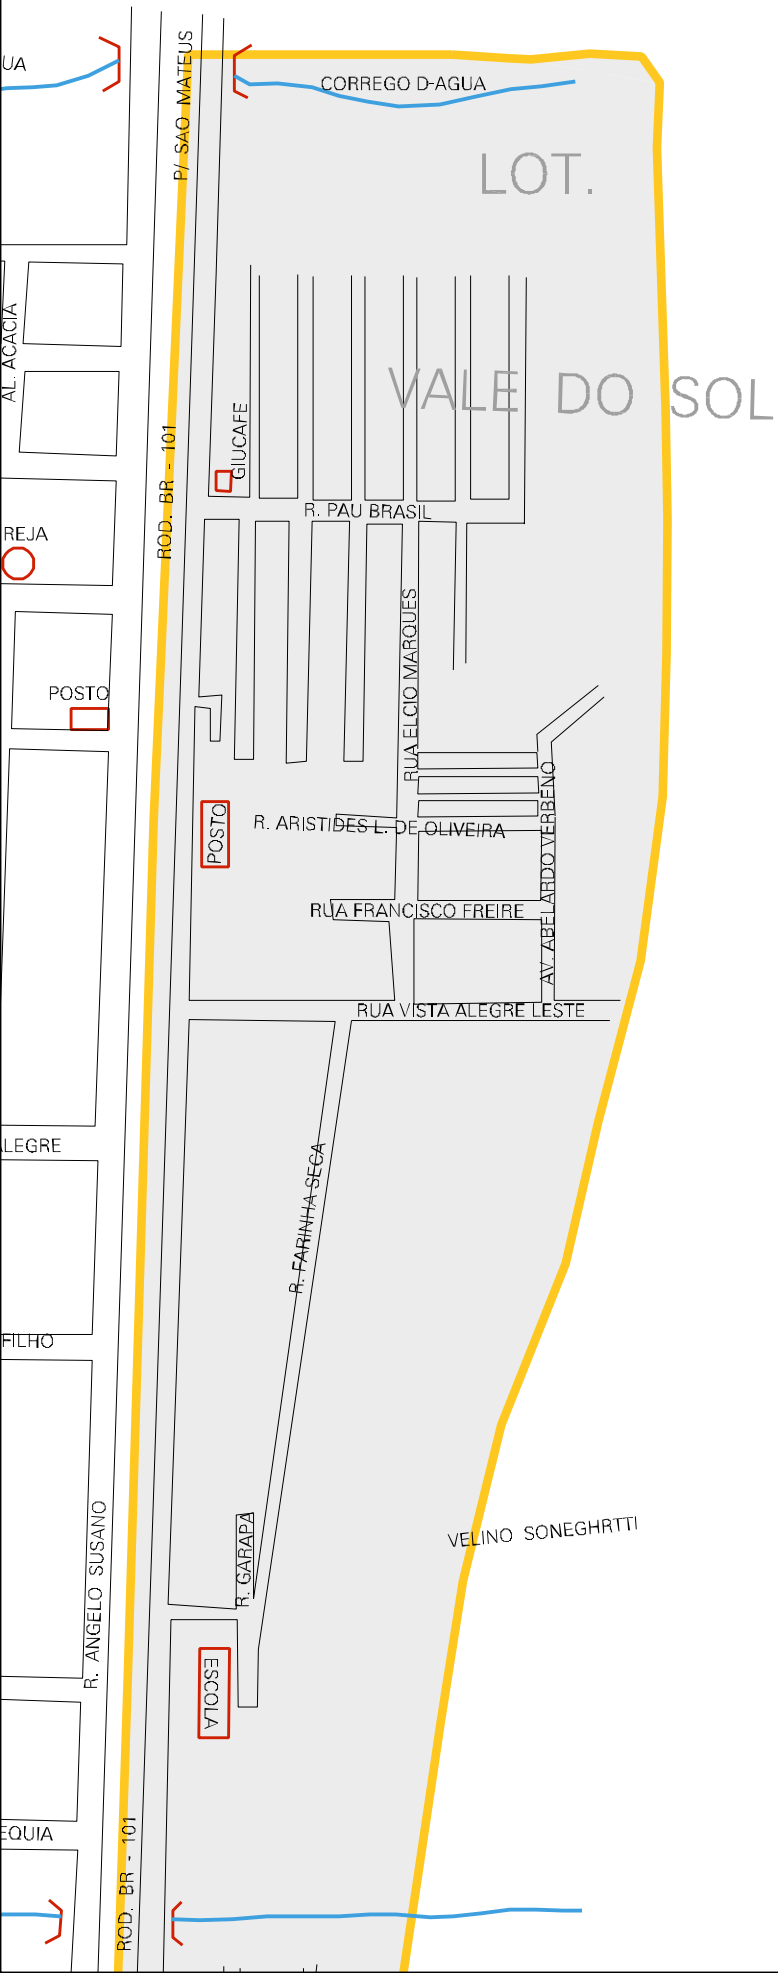 UA
P/ SAO MATEUS
CORREGO D-AGUA
LOT.
AL. ACACIA
VALE DO SOL
GIUCAFE
ROD. BR - 101
R. PAU BRASIL
REJA
RUA ELCIO MARQUES
POSTO
POSTO
R. ARISTIDES L. DE OLIVEIRA
AV. ABELARDO VERBENO
RUA FRANCISCO FREIRE
RUA VISTA ALEGRE LESTE
LEGRE
R. FARINHA SECA
FILHO
R. ANGELO SUSANO
R. GARAPA
VELINO SONEGHRTTI
ESCOLA
EQUIA
ROD. BR - 101